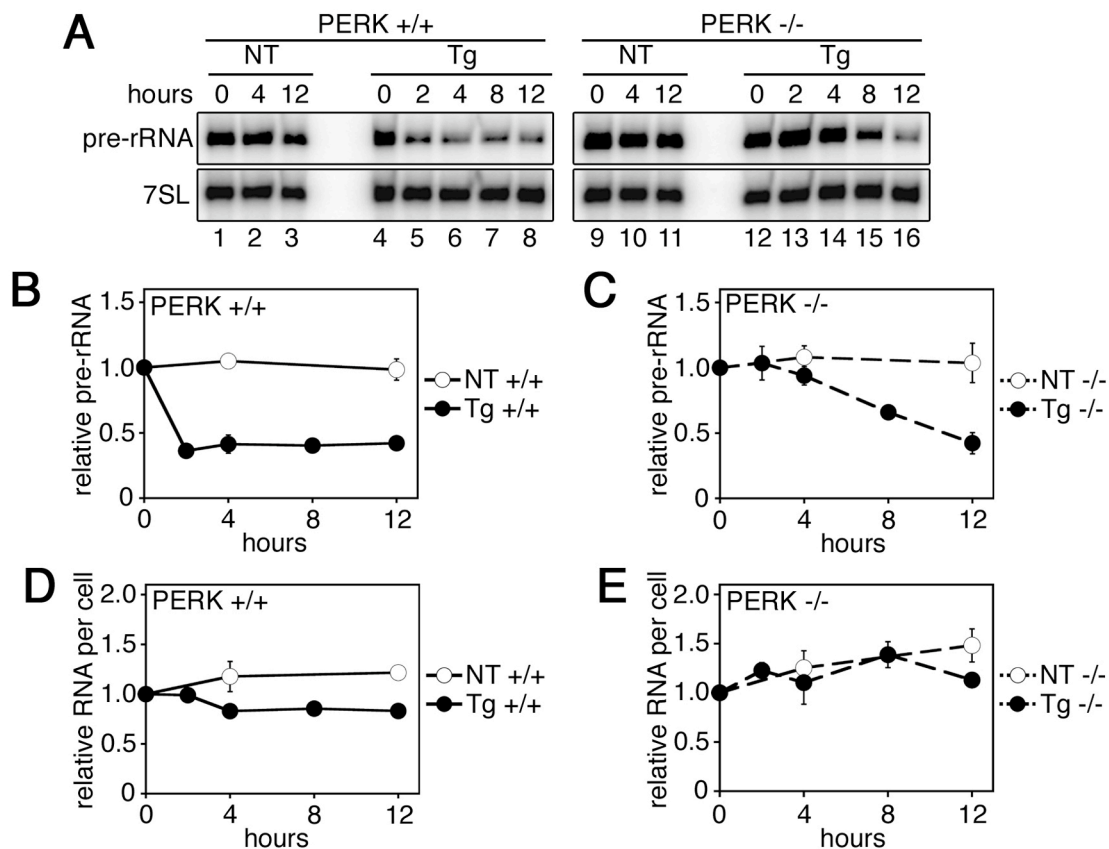 A
PERK +/+ PERK -/-
NT Tg NT Tg
hours 0 4 12 0 2 4 8 12 0 4 12 0 2 4 8 12
pre-rRNA
7SL
1 2 3 4 5 6 7 8 9 10 11 12 13 14 15 16
B
relative pre-rRNA
PERK +/+
1.5
1.0
0.5
0
0 4 8 12
hours
NT +/+
Tg +/+
C
relative pre-rRNA
PERK -/-
1.5
1.0
0.5
0
0 4 8 12
hours
NT -/-
Tg -/-
D
relative RNA per cell
PERK +/+
2.0
1.5
1.0
0.5
0
0 4 8 12
hours
NT +/+
Tg +/+
E
relative RNA per cell
PERK -/-
2.0
1.5
1.0
0.5
0
0 4 8 12
hours
NT -/-
Tg -/-